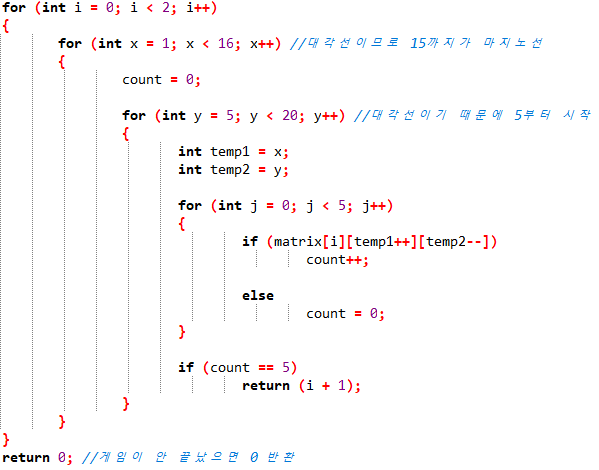 for (int i = 0; i < 2; i++)
{
for (int x = 1; x < 16; x++) //대각선이므로 15까지가 마지노선
{
count = 0;
for (int y = 5; y < 20; y++) //대각선이기 때문에 5부터 시작
{
int temp1 = x;
int temp2 = y;
for (int j = 0; j < 5; j++)
{
if (matrix[i][temp1++][temp2--])
count++;
else
count = 0;
}
if (count == 5)
return (i + 1);
}
}
}
return 0; //게임이 안 끝났으면 0 반환